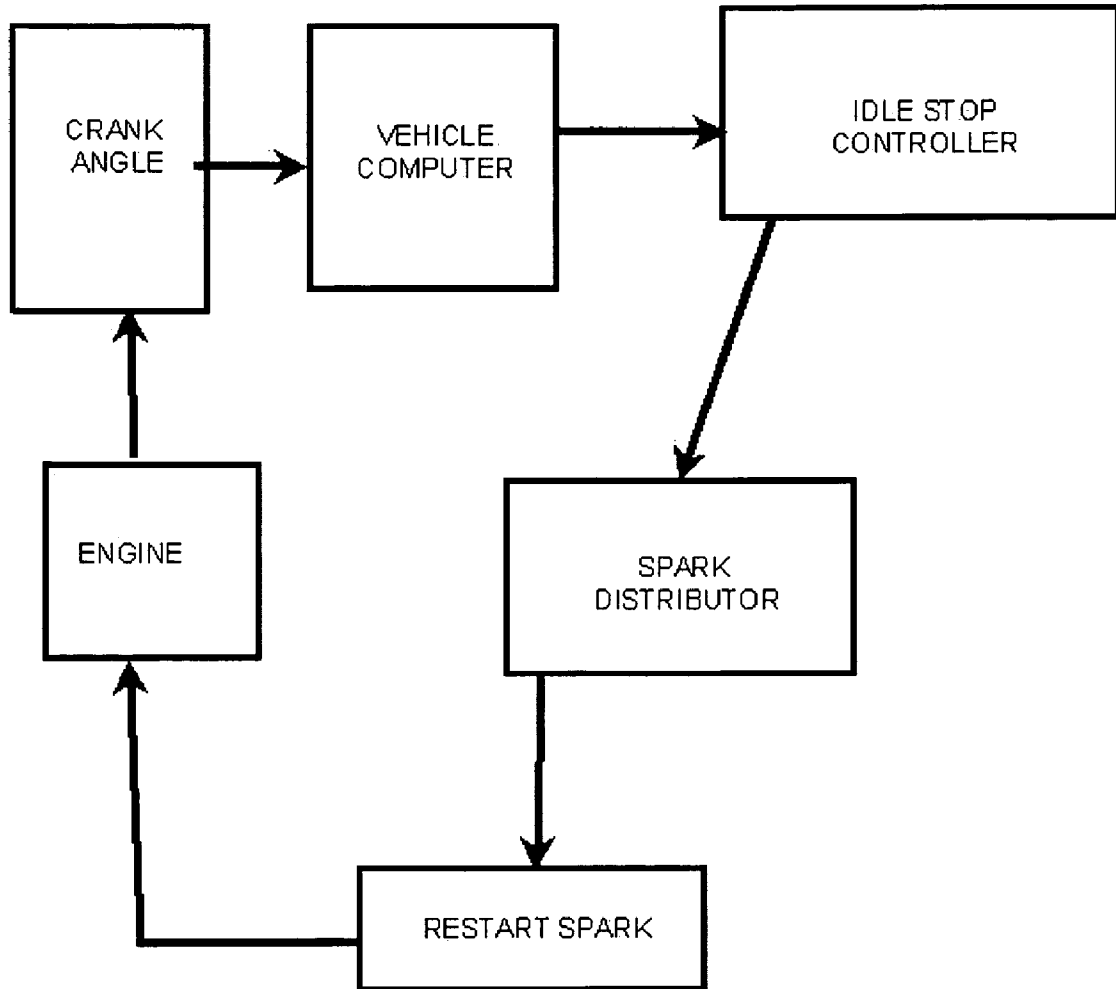 CRANK
ANGLE
VEHICLE
COMPUTER
IDLE STOP
CONTROLLER
ENGINE
SPARK
DISTRIBUTOR
RESTART SPARK